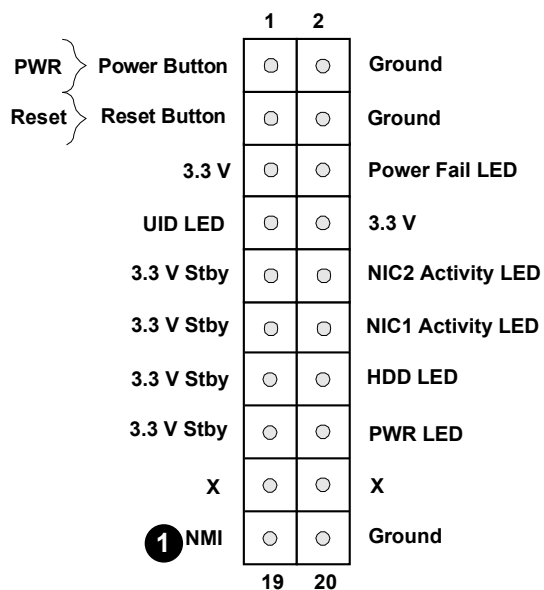 1 2
PWR Power Button Ground
Reset Reset Button Ground
3.3 V Power Fail LED
UID LED 3.3 V
3.3 V Stby NIC2 Activity LED
3.3 V Stby NIC1 Activity LED
3.3 V Stby HDD LED
3.3 V Stby PWR LED
X X
1 NMI Ground
19 20